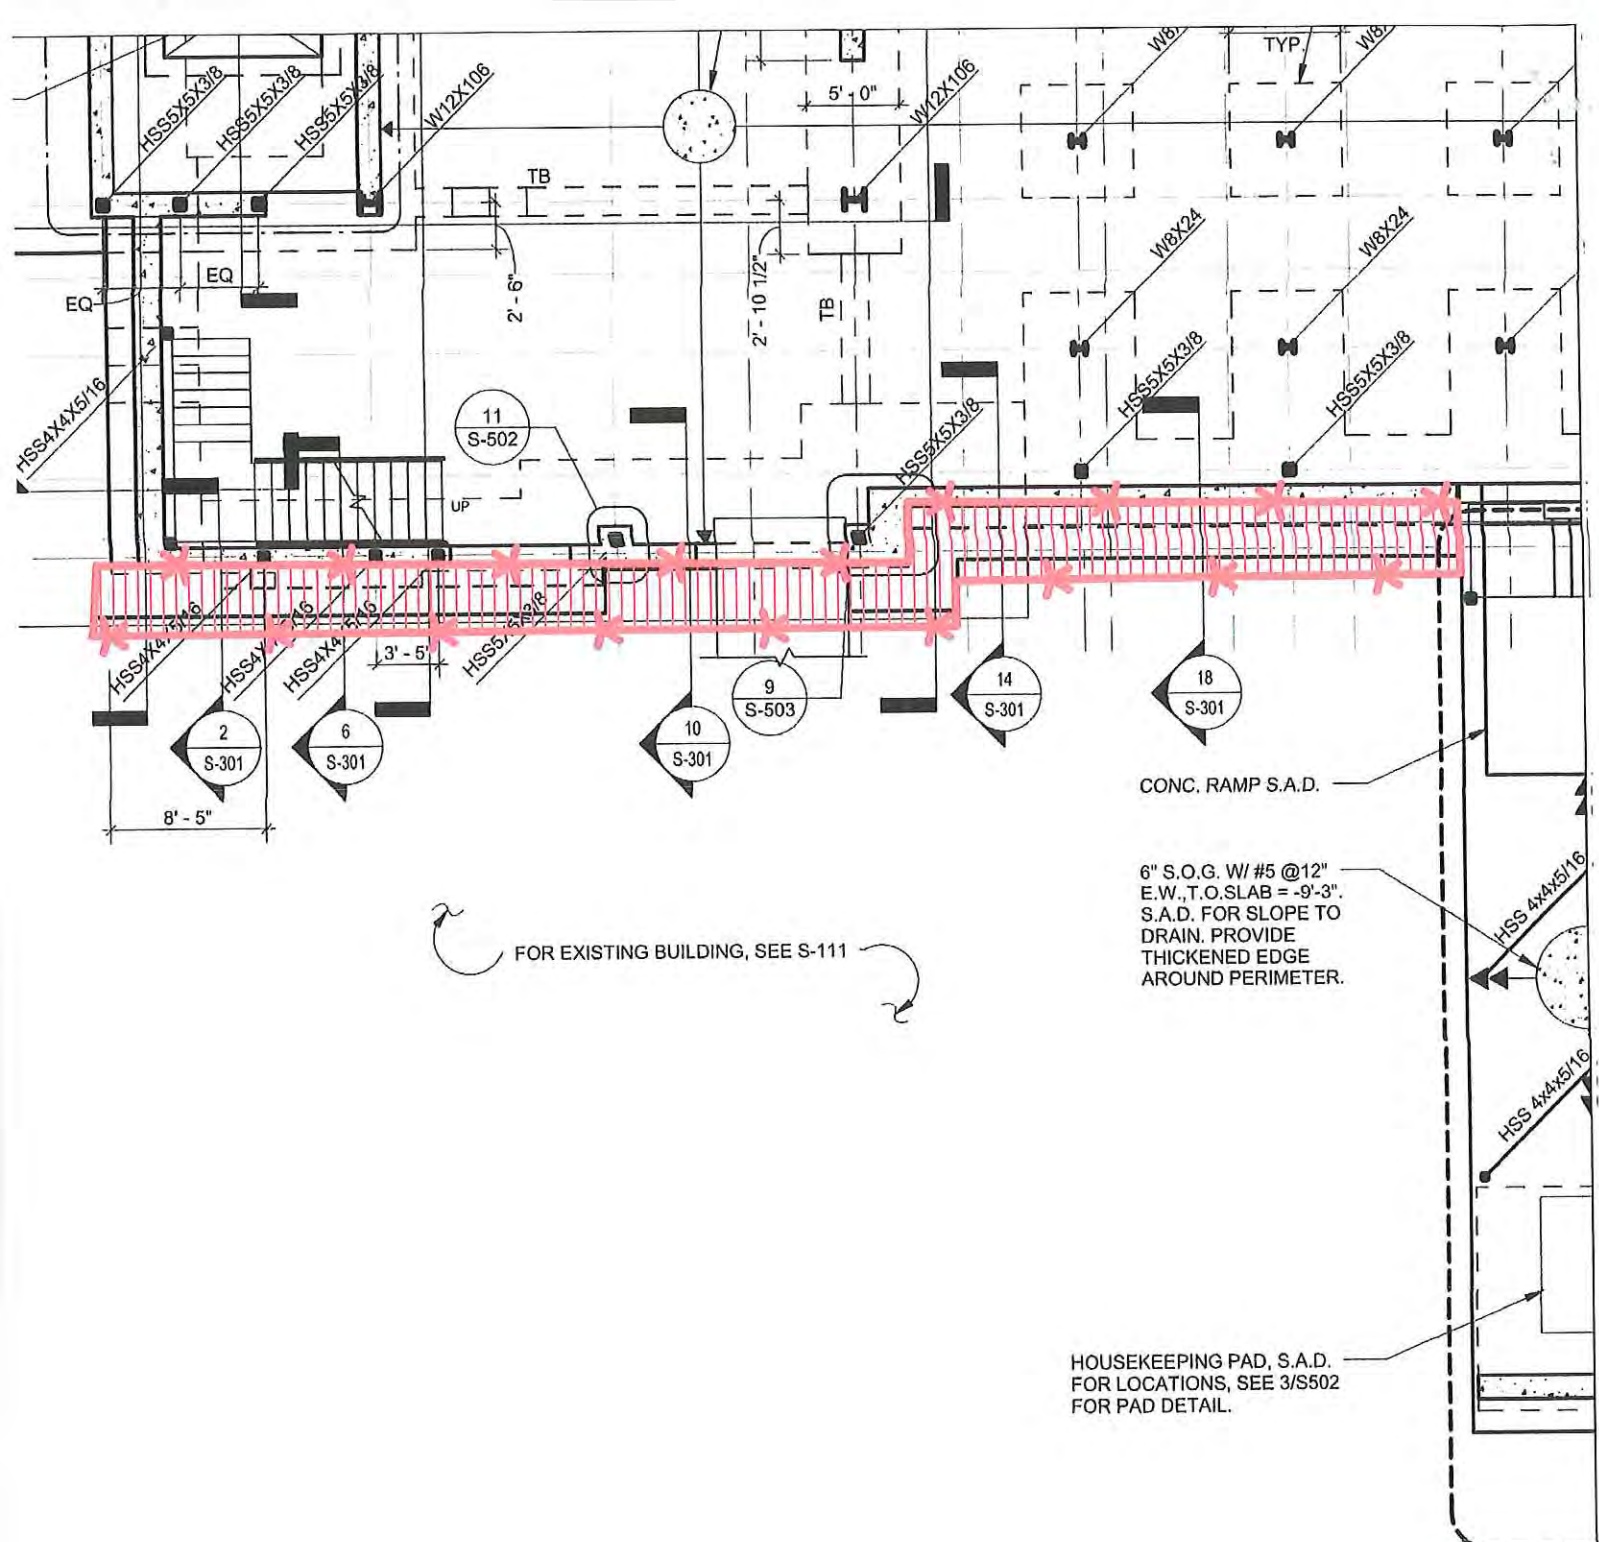 HSS5X5X3/8
HSS5X5X3/8
HSS5X5X3/8
W12X106
5' - 0"
W12X106
W8
TYP.
W8
TB
EQ
EQ
2' - 6"
2' - 10 1/2"
TB
W8X24
W8X24
HSS5X5X3/8
HSS5X5X3/8
HSS4X4X5/16
11
S-502
HSS5X5X3/8
UP
3' - 5"
9
S-503
14
S-301
18
S-301
2
S-301
6
S-301
10
S-301
8' - 5"
CONC. RAMP S.A.D.
6" S.O.G. W/ #5 @12"
E.W.,T.O.SLAB = -9'-3".
S.A.D. FOR SLOPE TO
DRAIN. PROVIDE
THICKENED EDGE
AROUND PERIMETER.
HSS 4x4x5/16
FOR EXISTING BUILDING, SEE S-111
HSS 4x4x5/16
HOUSEKEEPING PAD, S.A.D.
FOR LOCATIONS, SEE 3/S502
FOR PAD DETAIL.